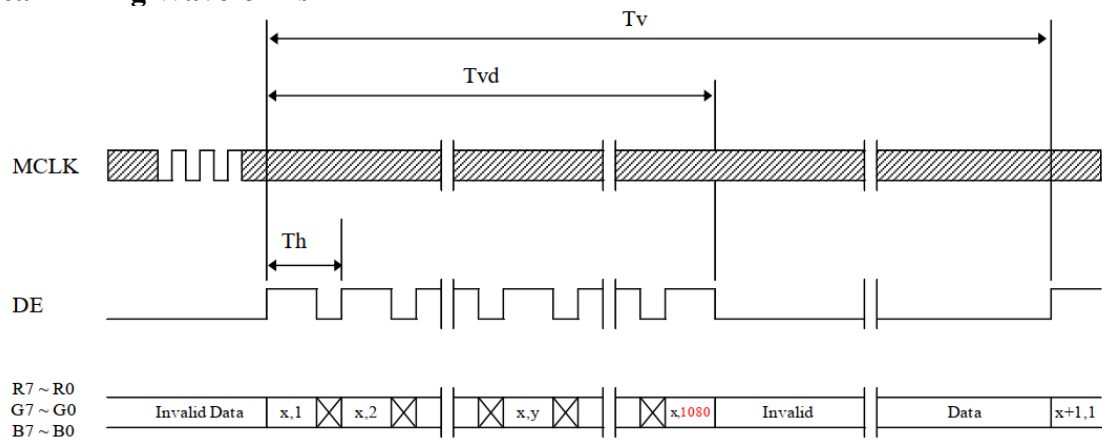 Tv
Tvd
MCLK
Th
DE
R7 ~ R0
G7 ~ G0
B7 ~ B0
Invalid Data
x,1
x,2
x,y
x,1080
Invalid
Data
x+1,1